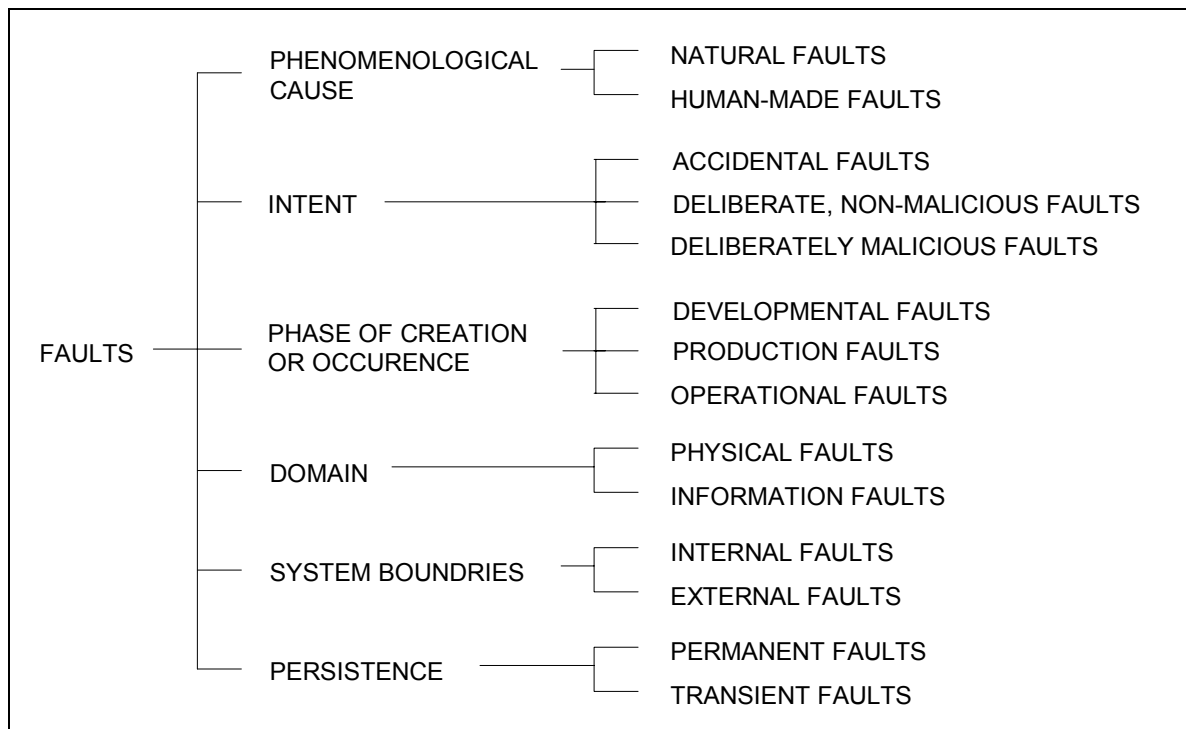 PHENOMENOLOGICAL
CAUSE
NATURAL FAULTS
HUMAN-MADE FAULTS
INTENT
ACCIDENTAL FAULTS
DELIBERATE, NON-MALICIOUS FAULTS
DELIBERATELY MALICIOUS FAULTS
FAULTS
PHASE OF CREATION
OR OCCURENCE
DEVELOPMENTAL FAULTS
PRODUCTION FAULTS
OPERATIONAL FAULTS
DOMAIN
PHYSICAL FAULTS
INFORMATION FAULTS
SYSTEM BOUNDRIES
INTERNAL FAULTS
EXTERNAL FAULTS
PERSISTENCE
PERMANENT FAULTS
TRANSIENT FAULTS